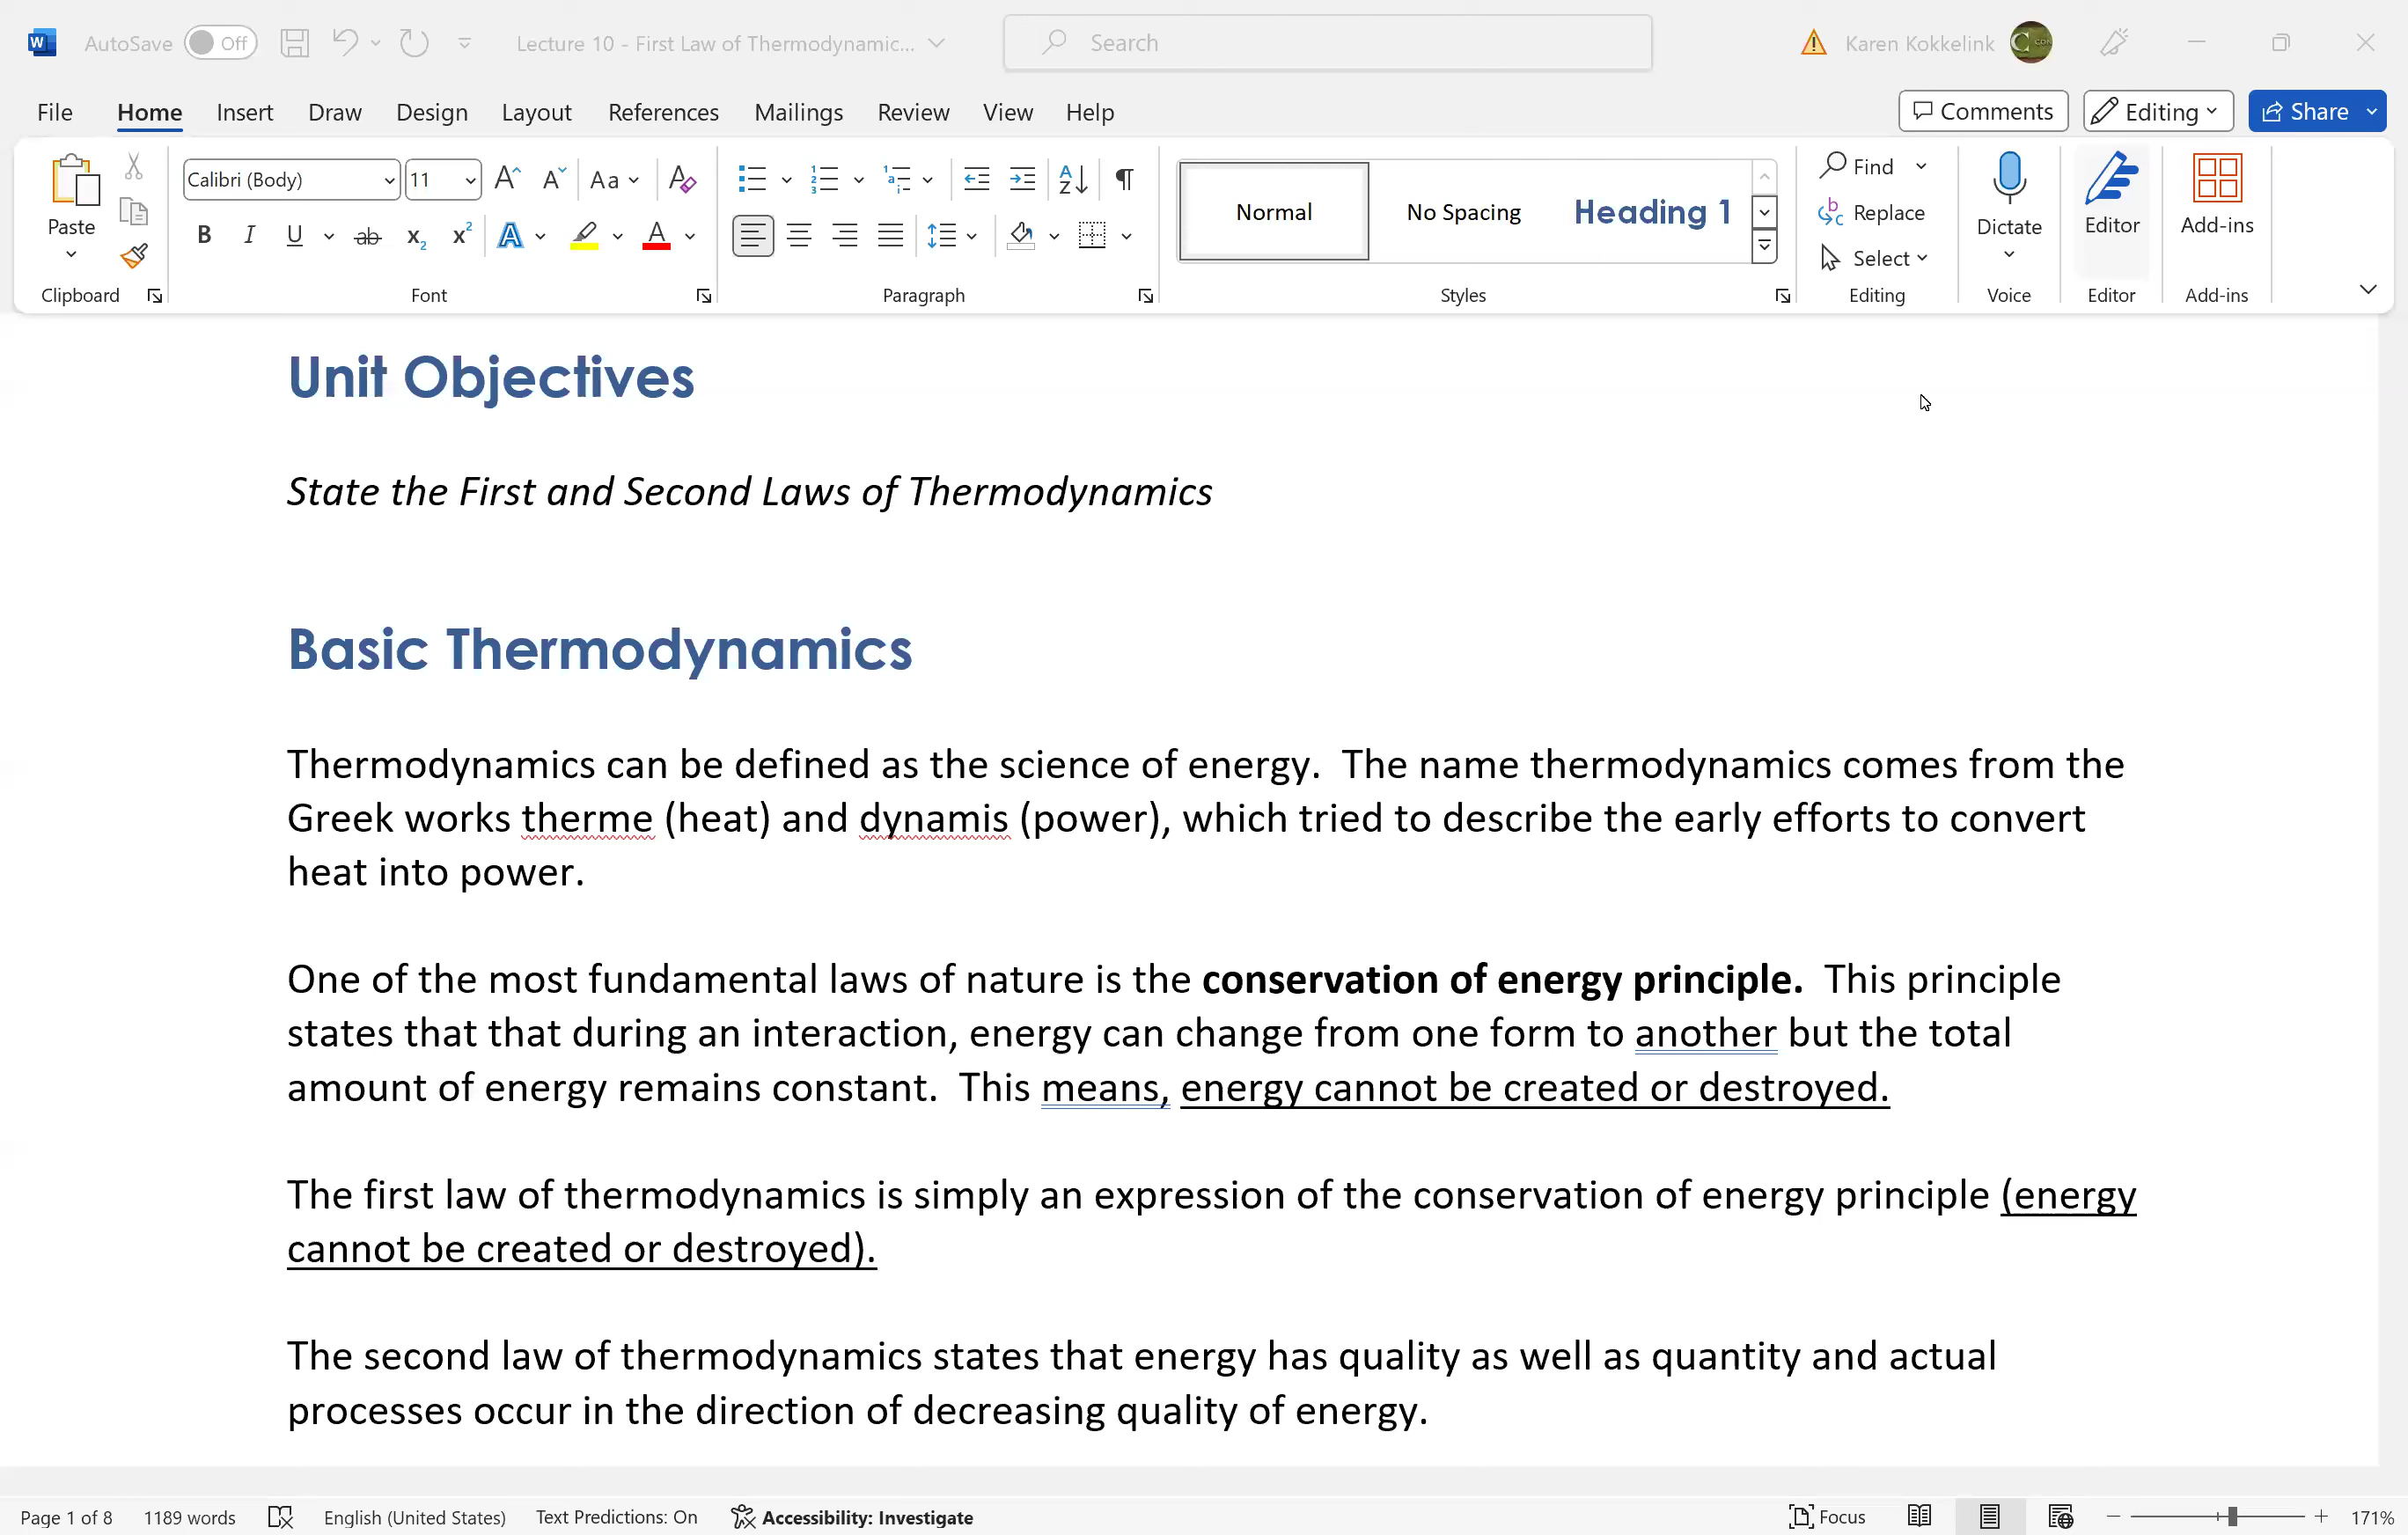 AutoSave Off Lecture 10 - First Law of Thermodynamic... Search Karen Kokkelink
File Home Insert Draw Design Layout References Mailings Review View Help Comments Editing Share
Paste Calibri (Body) 11 Aa Normal No Spacing Heading 1 Find Replace Select Dictate Editor Add-ins
Clipboard Font Paragraph Styles Editing Voice Editor Add-ins
Unit Objectives
State the First and Second Laws of Thermodynamics
Basic Thermodynamics
Thermodynamics can be defined as the science of energy.  The name thermodynamics comes from the
Greek works therme (heat) and dynamis (power), which tried to describe the early efforts to convert
heat into power.
One of the most fundamental laws of nature is the conservation of energy principle.  This principle
states that that during an interaction, energy can change from one form to another but the total
amount of energy remains constant.  This means, energy cannot be created or destroyed.
The first law of thermodynamics is simply an expression of the conservation of energy principle (energy
cannot be created or destroyed).
The second law of thermodynamics states that energy has quality as well as quantity and actual
processes occur in the direction of decreasing quality of energy.
Page 1 of 8 1189 words English (United States) Text Predictions: On Accessibility: Investigate Focus 171%